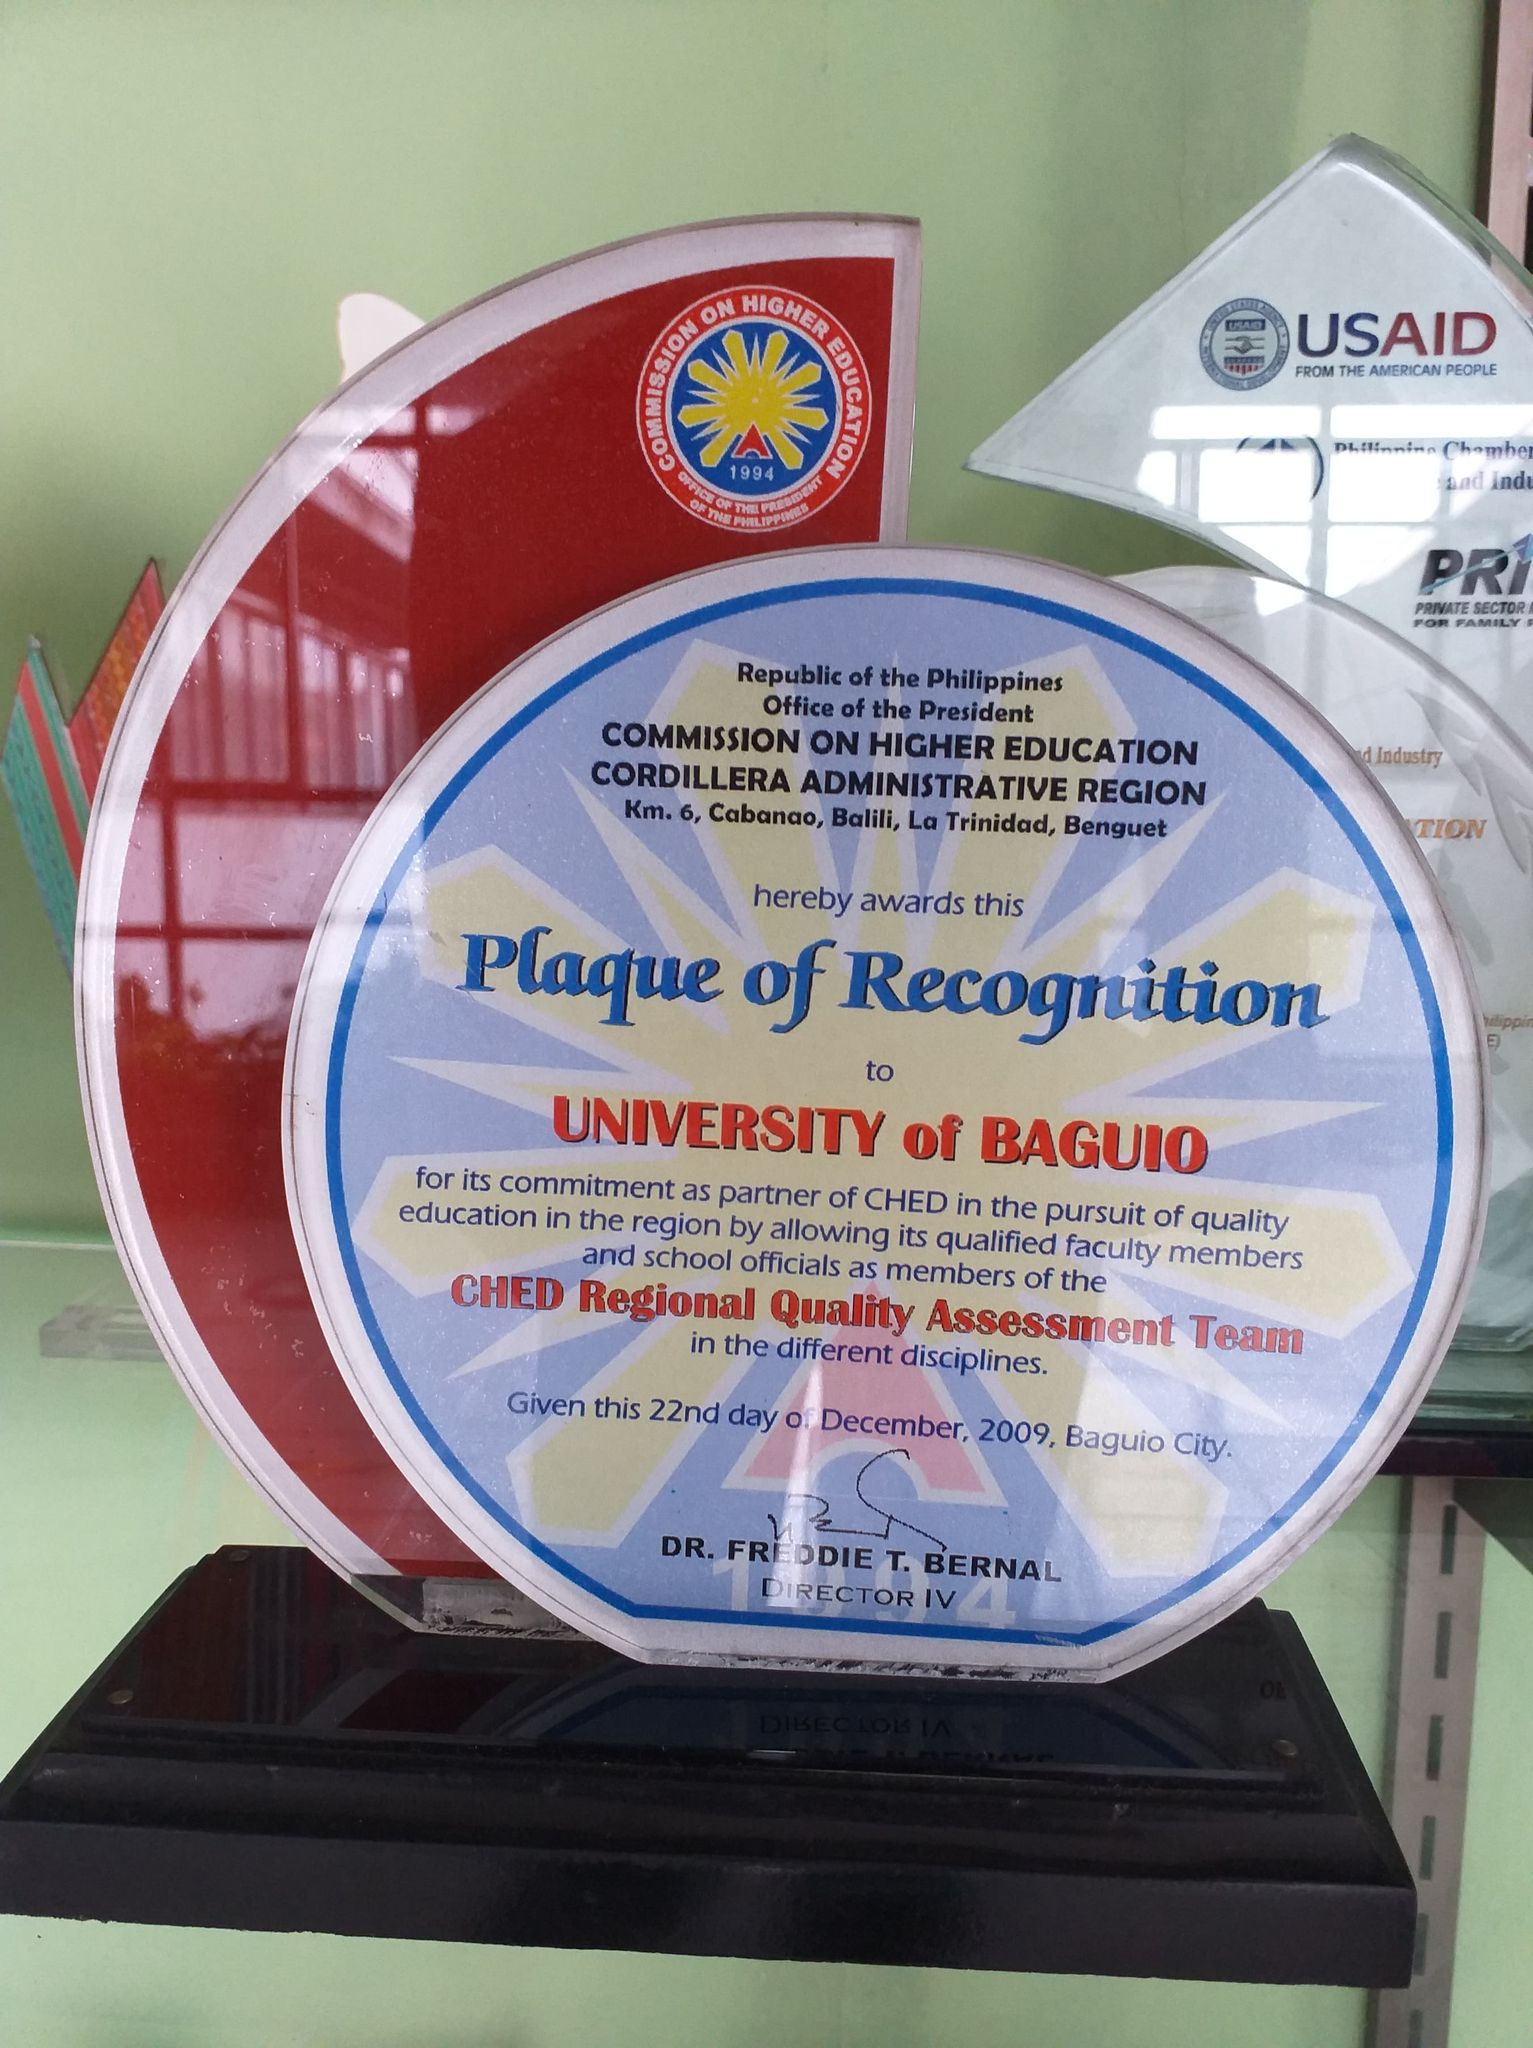 COMMISSION ON HIGHER EDUCATION
1994
OFFICE OF THE PRESIDENT
OF THE PHILIPPINES
Republic of the Philippines
Office of the President
COMMISSION ON HIGHER EDUCATION
CORDILLERA ADMINISTRATIVE REGION
Km. 6, Cabanao, Balili, La Trinidad, Benguet
hereby awards this
Plaque of Recognition
to
UNIVERSITY of BAGUIO
for its commitment as partner of CHED in the pursuit of quality
education in the region by allowing its qualified faculty members
and school officials as members of the
CHED Regional Quality Assessment Team
in the different disciplines.
Given this 22nd day of December, 2009, Baguio City.
DR. FREDDIE T. BERNAL
DIRECTOR IV
1994
USAID
USAID
FROM THE AMERICAN PEOPLE
Philippine Chamber
and
PRIVATE SECTOR
FOR FAMILY
Industry